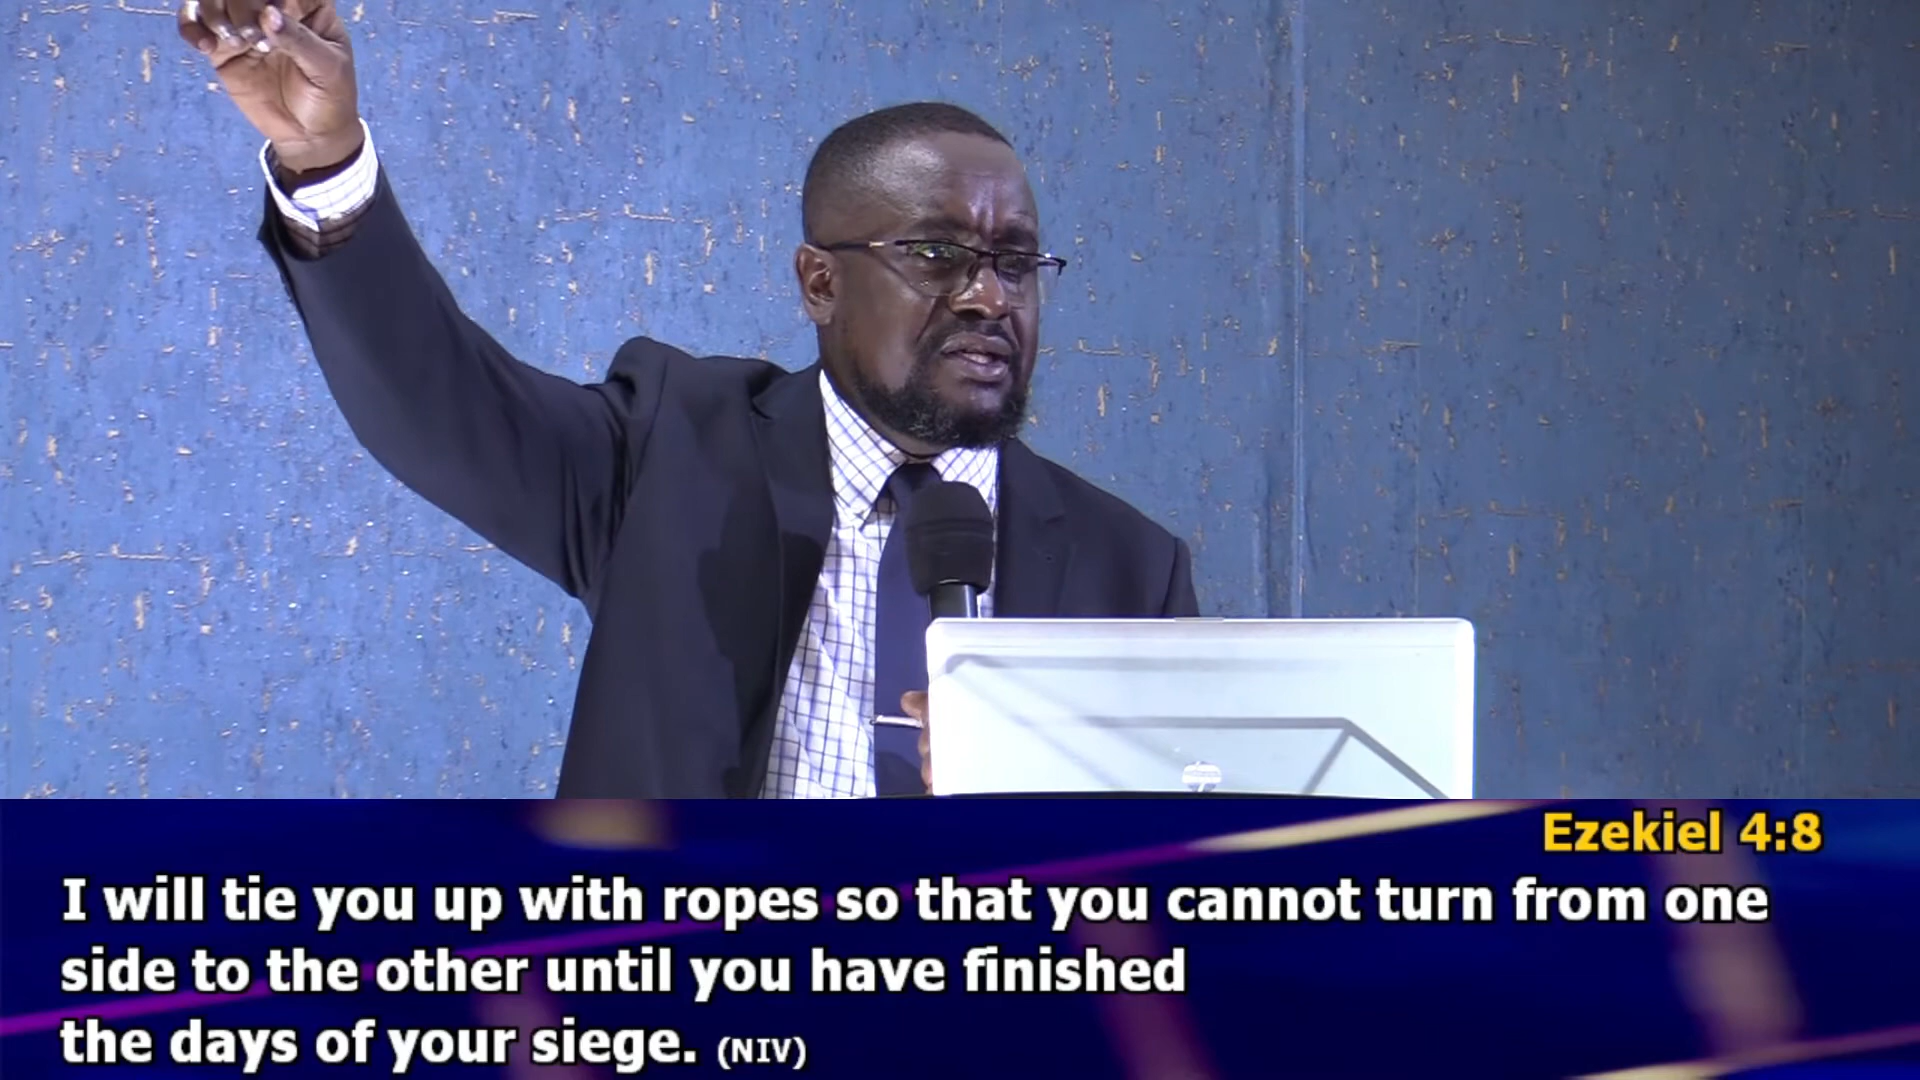 Ezekiel 4:8
I will tie you up with ropes so that you cannot turn from one
side to the other until you have finished
the days of your siege. (NIV)